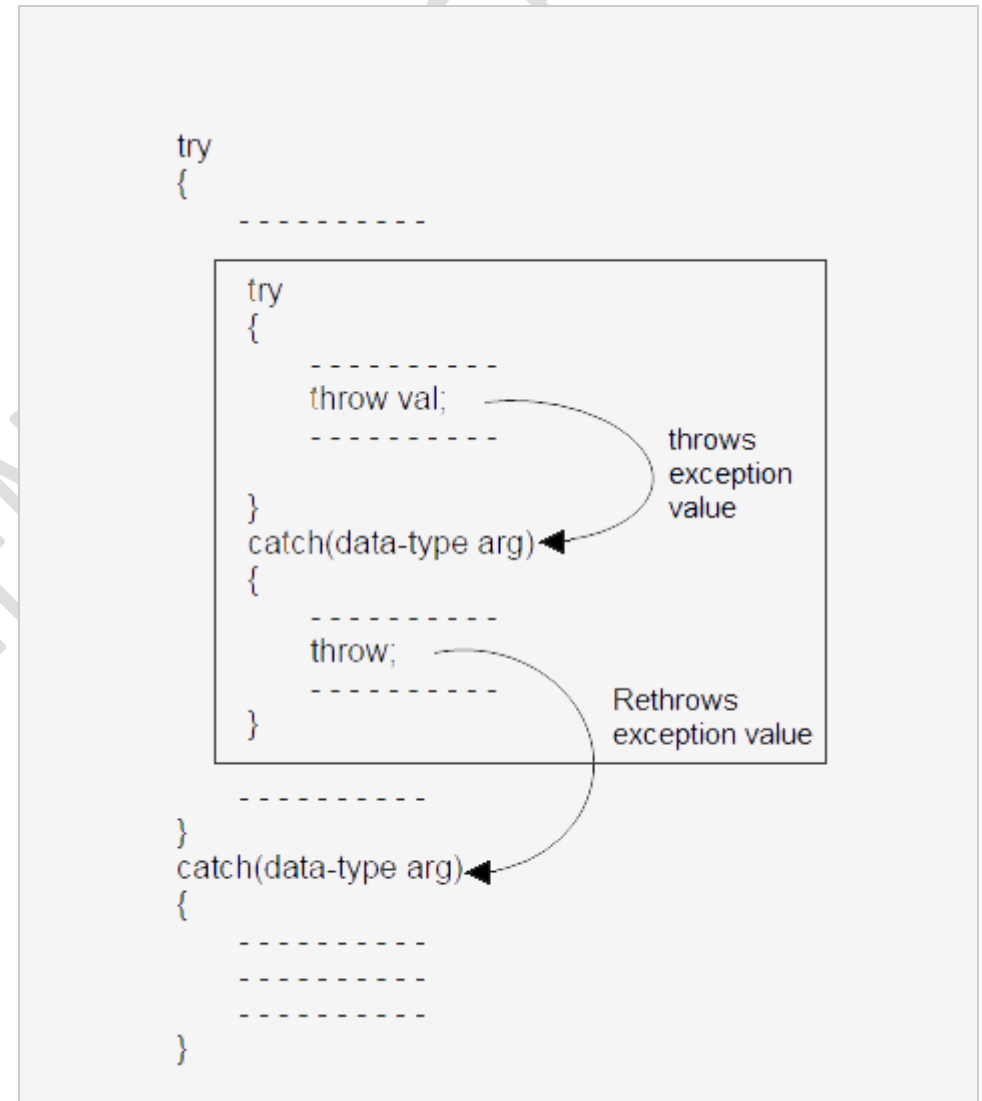 try
{
- - - - - - - - - -
try
{
- - - - - - - - - -
throw val;
- - - - - - - - - -
throws
exception
value
}
catch(data-type arg)
{
- - - - - - - - - -
throw;
- - - - - - - - - -
Rethrows
exception value
}
- - - - - - - - - -
}
catch(data-type arg)
{
- - - - - - - - - -
- - - - - - - - - -
- - - - - - - - - -
}